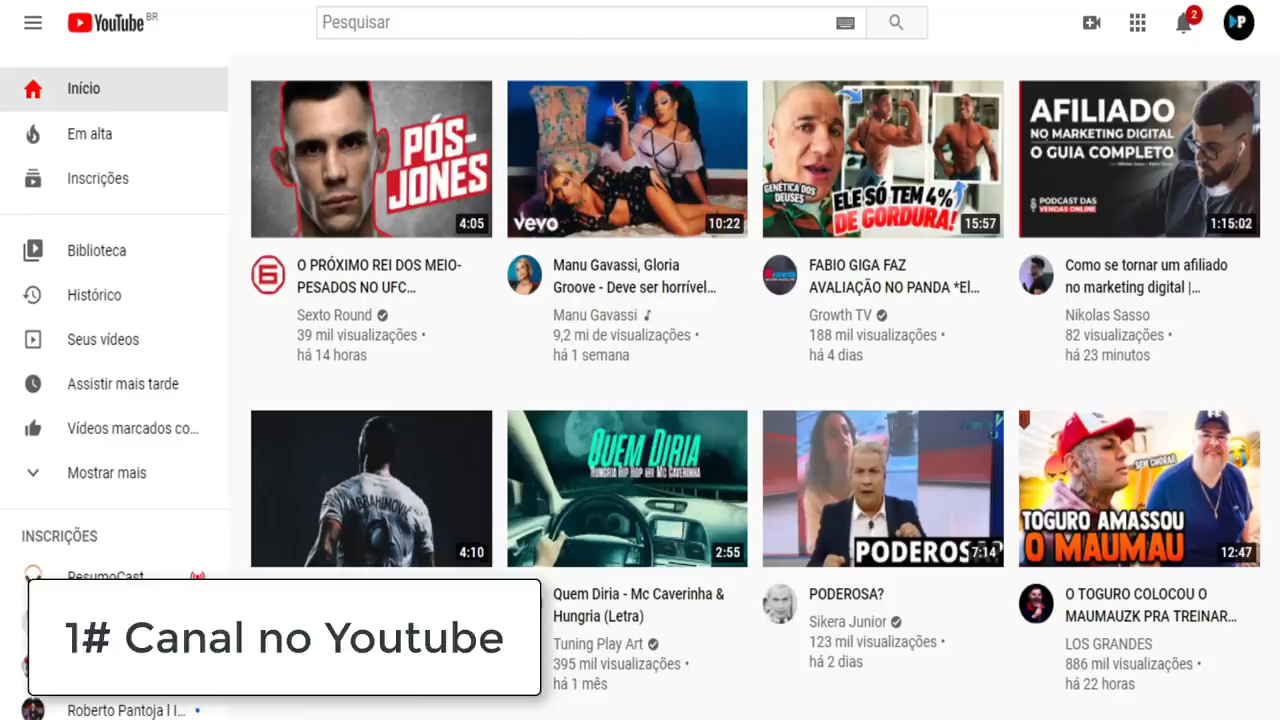 YouTube BR
Pesquisar
2
P
Início
Em alta
Inscrições
Biblioteca
Histórico
Seus vídeos
Assistir mais tarde
Vídeos marcados co...
Mostrar mais
INSCRIÇÕES
ResumoCast
Roberto Pantoja l I... •
PÓS-
JONES
4:05
6
O PRÓXIMO REI DOS MEIO-
PESADOS NO UFC...
Sexto Round
39 mil visualizações •
há 14 horas
vevo
10:22
Manu Gavassi, Gloria
Groove - Deve ser horrível...
Manu Gavassi
9,2 mi de visualizações •
há 1 semana
GENÉTICA DOS
DEUSES
ELE SÓ TEM 4%
DE GORDURA!
15:57
FABIO GIGA FAZ
AVALIAÇÃO NO PANDA *El...
Growth TV
188 mil visualizações •
há 4 dias
AFILIADO
NO MARKETING DIGITAL
O GUIA COMPLETO
PODCAST DAS
VENDAS ONLINE
1:15:02
Como se tornar um afiliado
no marketing digital |...
Nikolas Sasso
82 visualizações •
há 23 minutos
IBRAHIMOVIĆ
4:10
QUEM DIRIA
HUNGRIA HIP HOP MC CAVERINHA
2:55
Quem Diria - Mc Caverinha &
Hungria (Letra)
Tuning Play Art
395 mil visualizações •
há 1 mês
PODEROSA
7:14
PODEROSA?
Sikera Junior
123 mil visualizações •
há 2 dias
SEM CHORAR
TOGURO AMASSOU
O MAUMAU
12:47
O TOGURO COLOCOU O
MAUMAUZK PRA TREINAR...
LOS GRANDES
886 mil visualizações •
há 22 horas
1# Canal no Youtube